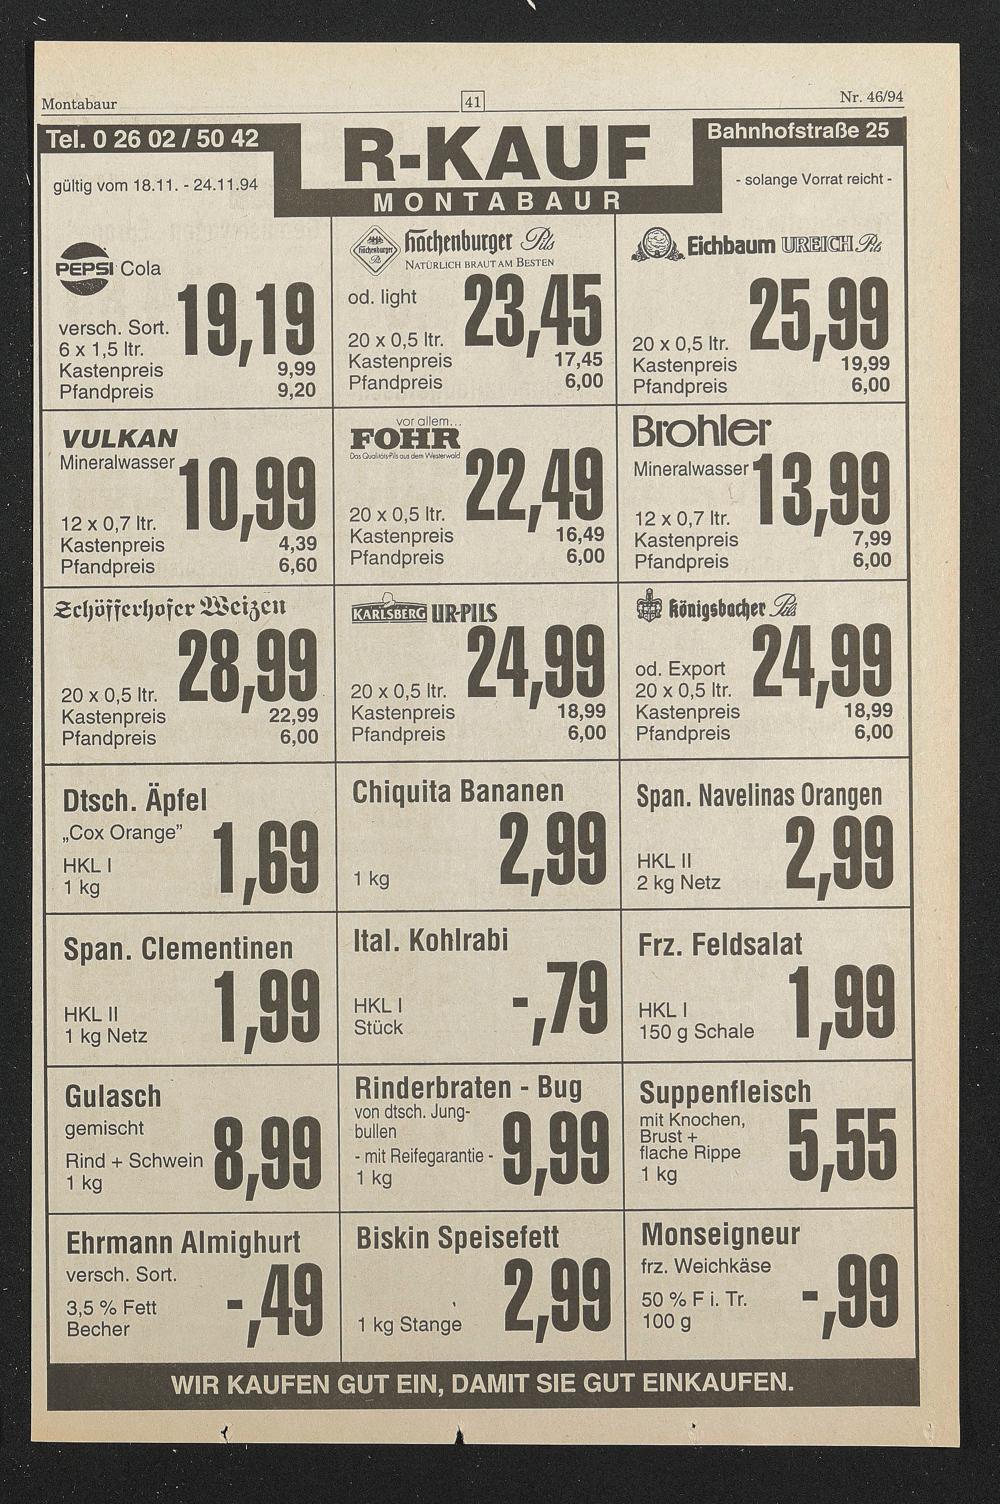 Montabaur
41
Nr. 46/94
Tel. 0 26 02 / 50 42
R-KAUF
MONTABAUR
Bahnhofstraße 25
gültig vom 18.11. - 24.11.94
- solange Vorrat reicht -
PEPSI Cola
19,19
versch. Sort.
6 x 1,5 ltr.
Kastenpreis 9,99
Pfandpreis 9,20
Hachenburger
Hachenburger Pils
NATÜRLICH BRAUT AM BESTEN
od. light
23,45
20 x 0,5 ltr.
Kastenpreis 17,45
Pfandpreis 6,00
Eichbaum UREICH Pils
25,99
20 x 0,5 ltr.
Kastenpreis 19,99
Pfandpreis 6,00
VULKAN
Mineralwasser
10,99
12 x 0,7 ltr.
Kastenpreis 4,39
Pfandpreis 6,60
vor allem...
FOHR
Das Qualitäts-Pils aus dem Westerwald
22,49
20 x 0,5 ltr.
Kastenpreis 16,49
Pfandpreis 6,00
Brohler
Mineralwasser
13,99
12 x 0,7 ltr.
Kastenpreis 7,99
Pfandpreis 6,00
Schöfferhofer Weizen
28,99
20 x 0,5 ltr.
Kastenpreis 22,99
Pfandpreis 6,00
KARLSBERG UR-PILS
24,99
20 x 0,5 ltr.
Kastenpreis 18,99
Pfandpreis 6,00
Königsbacher Pils
24,99
od. Export
20 x 0,5 ltr.
Kastenpreis 18,99
Pfandpreis 6,00
Dtsch. Äpfel
„Cox Orange”
1,69
HKL I
1 kg
Chiquita Bananen
2,99
1 kg
Span. Navelinas Orangen
2,99
HKL II
2 kg Netz
Span. Clementinen
1,99
HKL II
1 kg Netz
Ital. Kohlrabi
-,79
HKL I
Stück
Frz. Feldsalat
1,99
HKL I
150 g Schale
Gulasch
gemischt
8,99
Rind + Schwein
1 kg
Rinderbraten - Bug
von dtsch. Jung-
bullen
9,99
- mit Reifegarantie -
1 kg
Suppenfleisch
mit Knochen,
Brust +
flache Rippe
5,55
1 kg
Ehrmann Almighurt
versch. Sort.
-,49
3,5 % Fett
Becher
Biskin Speisefett
2,99
1 kg Stange
Monseigneur
frz. Weichkäse
-,99
50 % F i. Tr.
100 g
WIR KAUFEN GUT EIN, DAMIT SIE GUT EINKAUFEN.